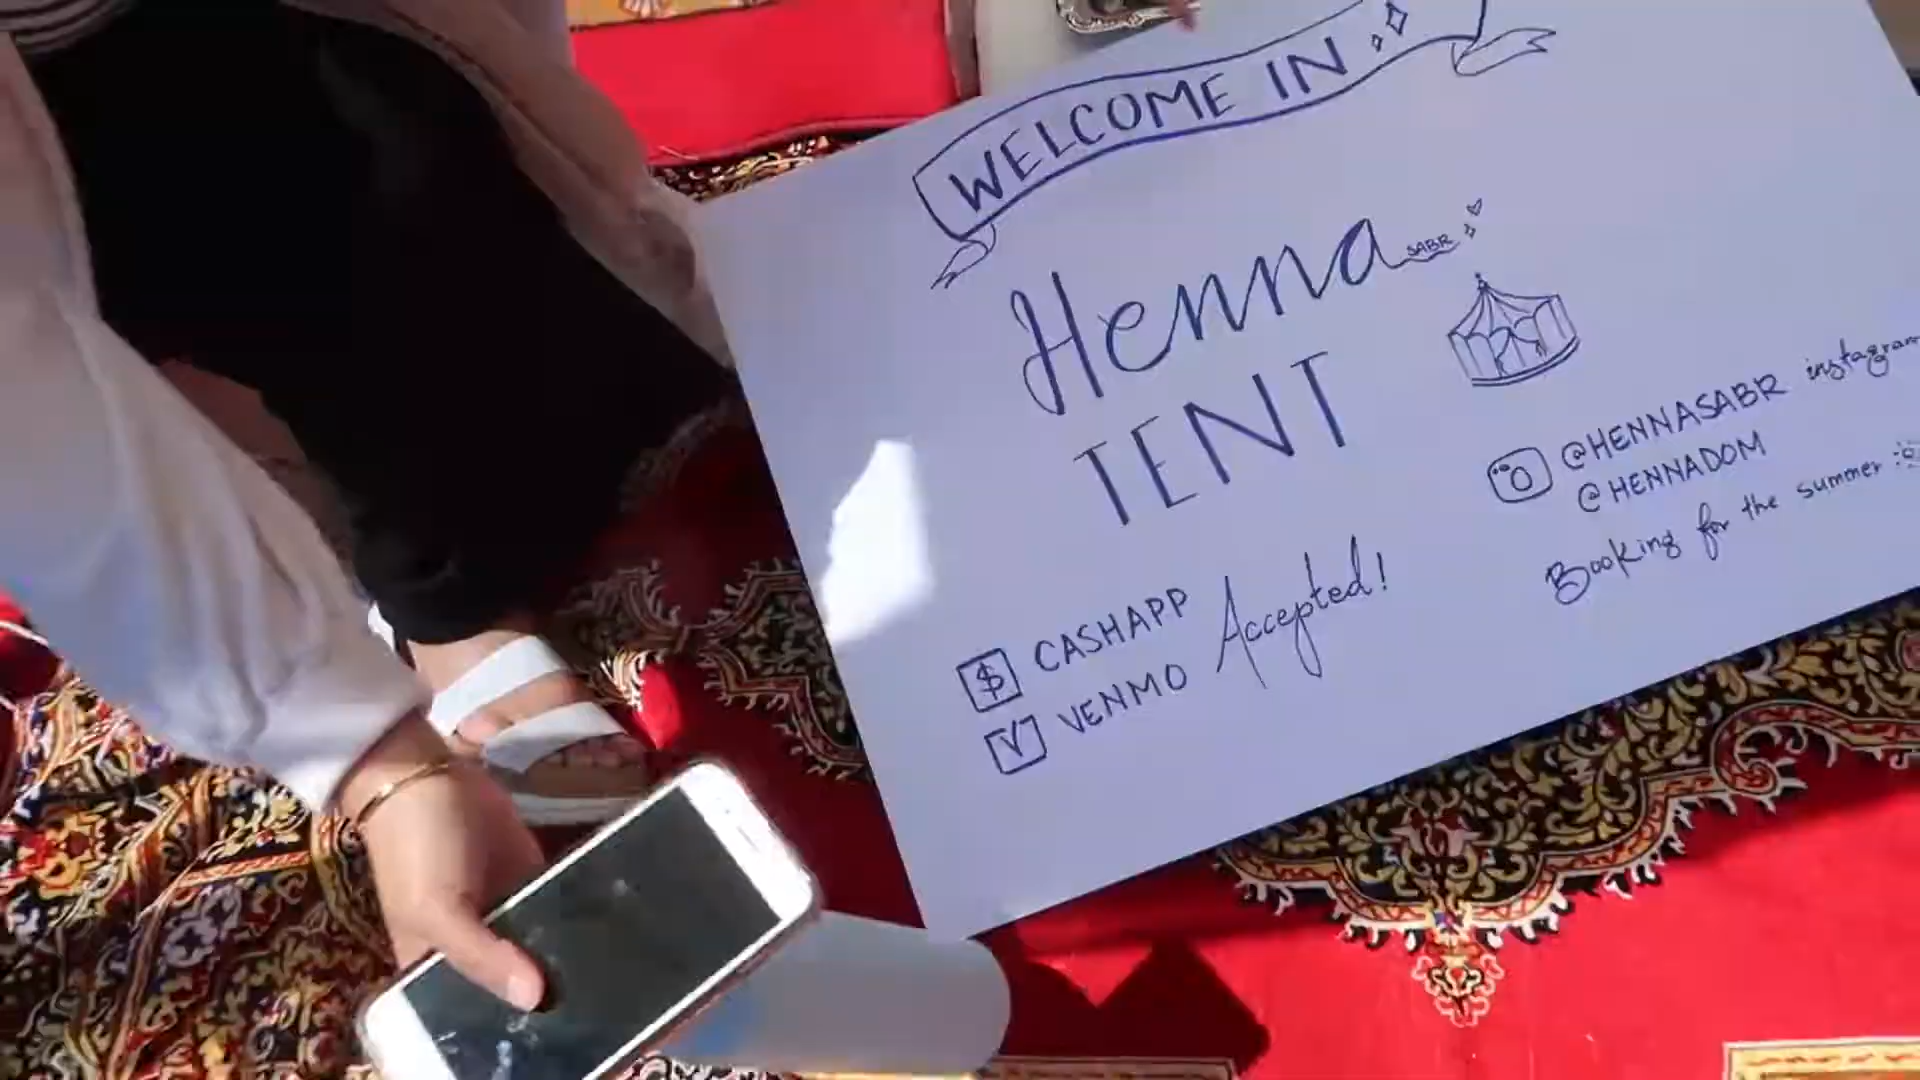 WELCOME IN
Henna SABR
TENT
$ CASHAPP
V VENMO
Accepted!
@HENNASABR instagram
@HENNADOM
Booking for the summer